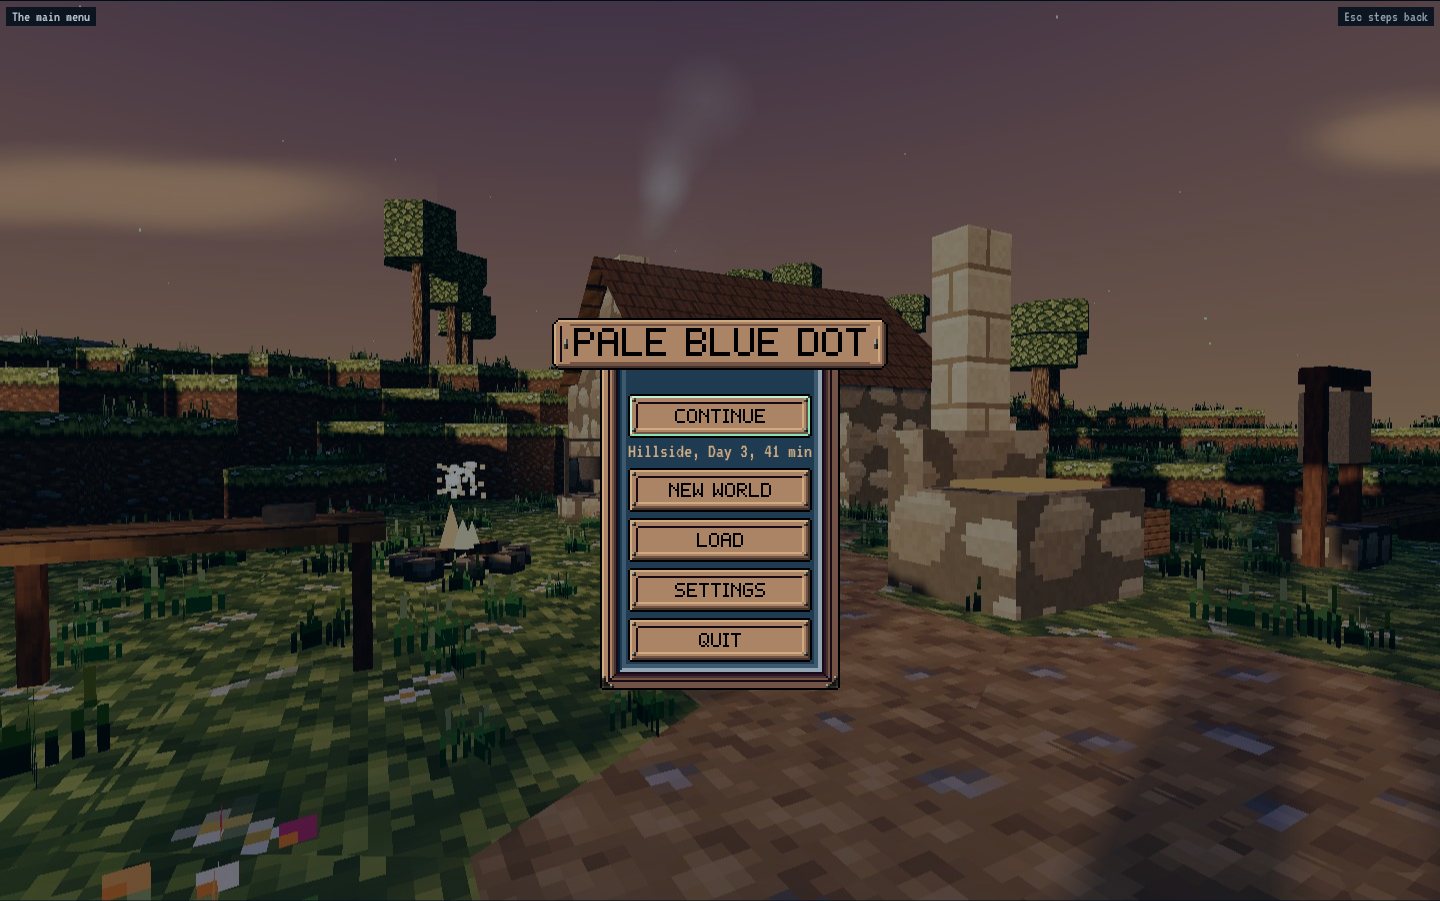 The main menu
Esc steps back
PALE BLUE DOT
CONTINUE
Hillside, Day 3, 41 min
NEW WORLD
LOAD
SETTINGS
QUIT